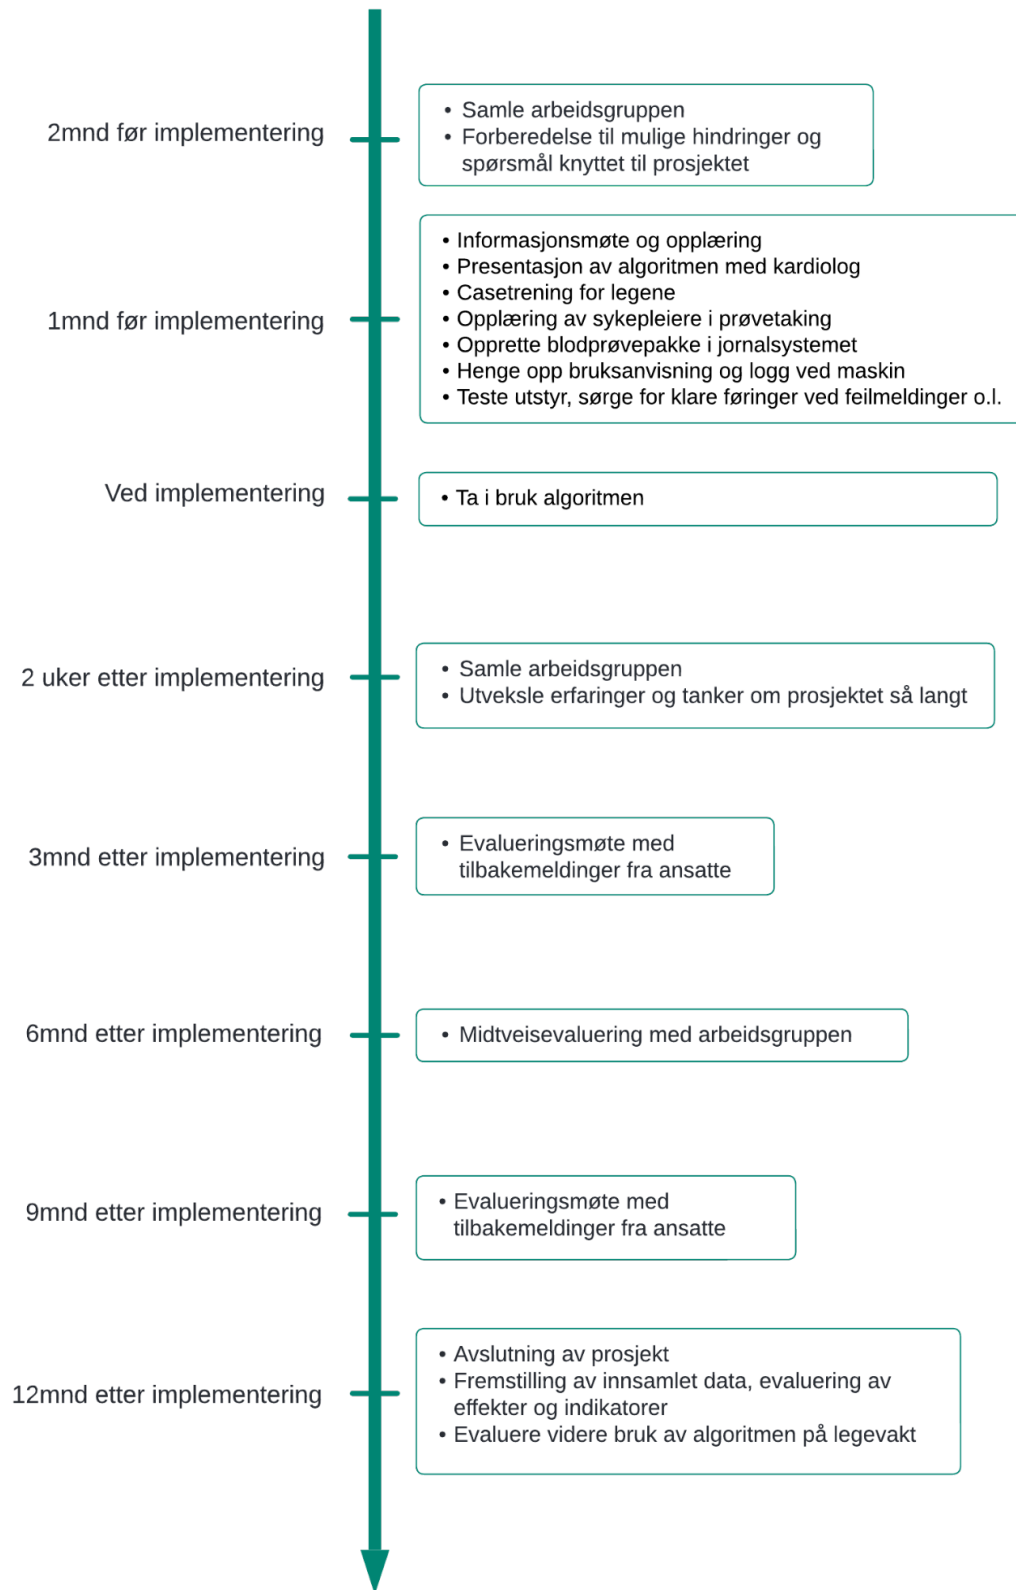 2mnd før implementering
• Samle arbeidsgruppen
• Forberedelse til mulige hindringer og
spørsmål knyttet til prosjektet
1mnd før implementering
• Informasjonsmøte og opplæring
• Presentasjon av algoritmen med kardiolog
• Casetrening for legene
• Opplæring av sykepleiere i prøvetaking
• Opprette blodprøvepakke i jornalsystemet
• Henge opp bruksanvisning og logg ved maskin
• Teste utstyr, sørge for klare føringer ved feilmeldinger o.l.
Ved implementering
• Ta i bruk algoritmen
2 uker etter implementering
• Samle arbeidsgruppen
• Utveksle erfaringer og tanker om prosjektet så langt
3mnd etter implementering
• Evalueringsmøte med
tilbakemeldinger fra ansatte
6mnd etter implementering
• Midtveisevaluering med arbeidsgruppen
9mnd etter implementering
• Evalueringsmøte med
tilbakemeldinger fra ansatte
12mnd etter implementering
• Avslutning av prosjekt
• Fremstilling av innsamlet data, evaluering av
effekter og indikatorer
• Evaluere videre bruk av algoritmen på legevakt